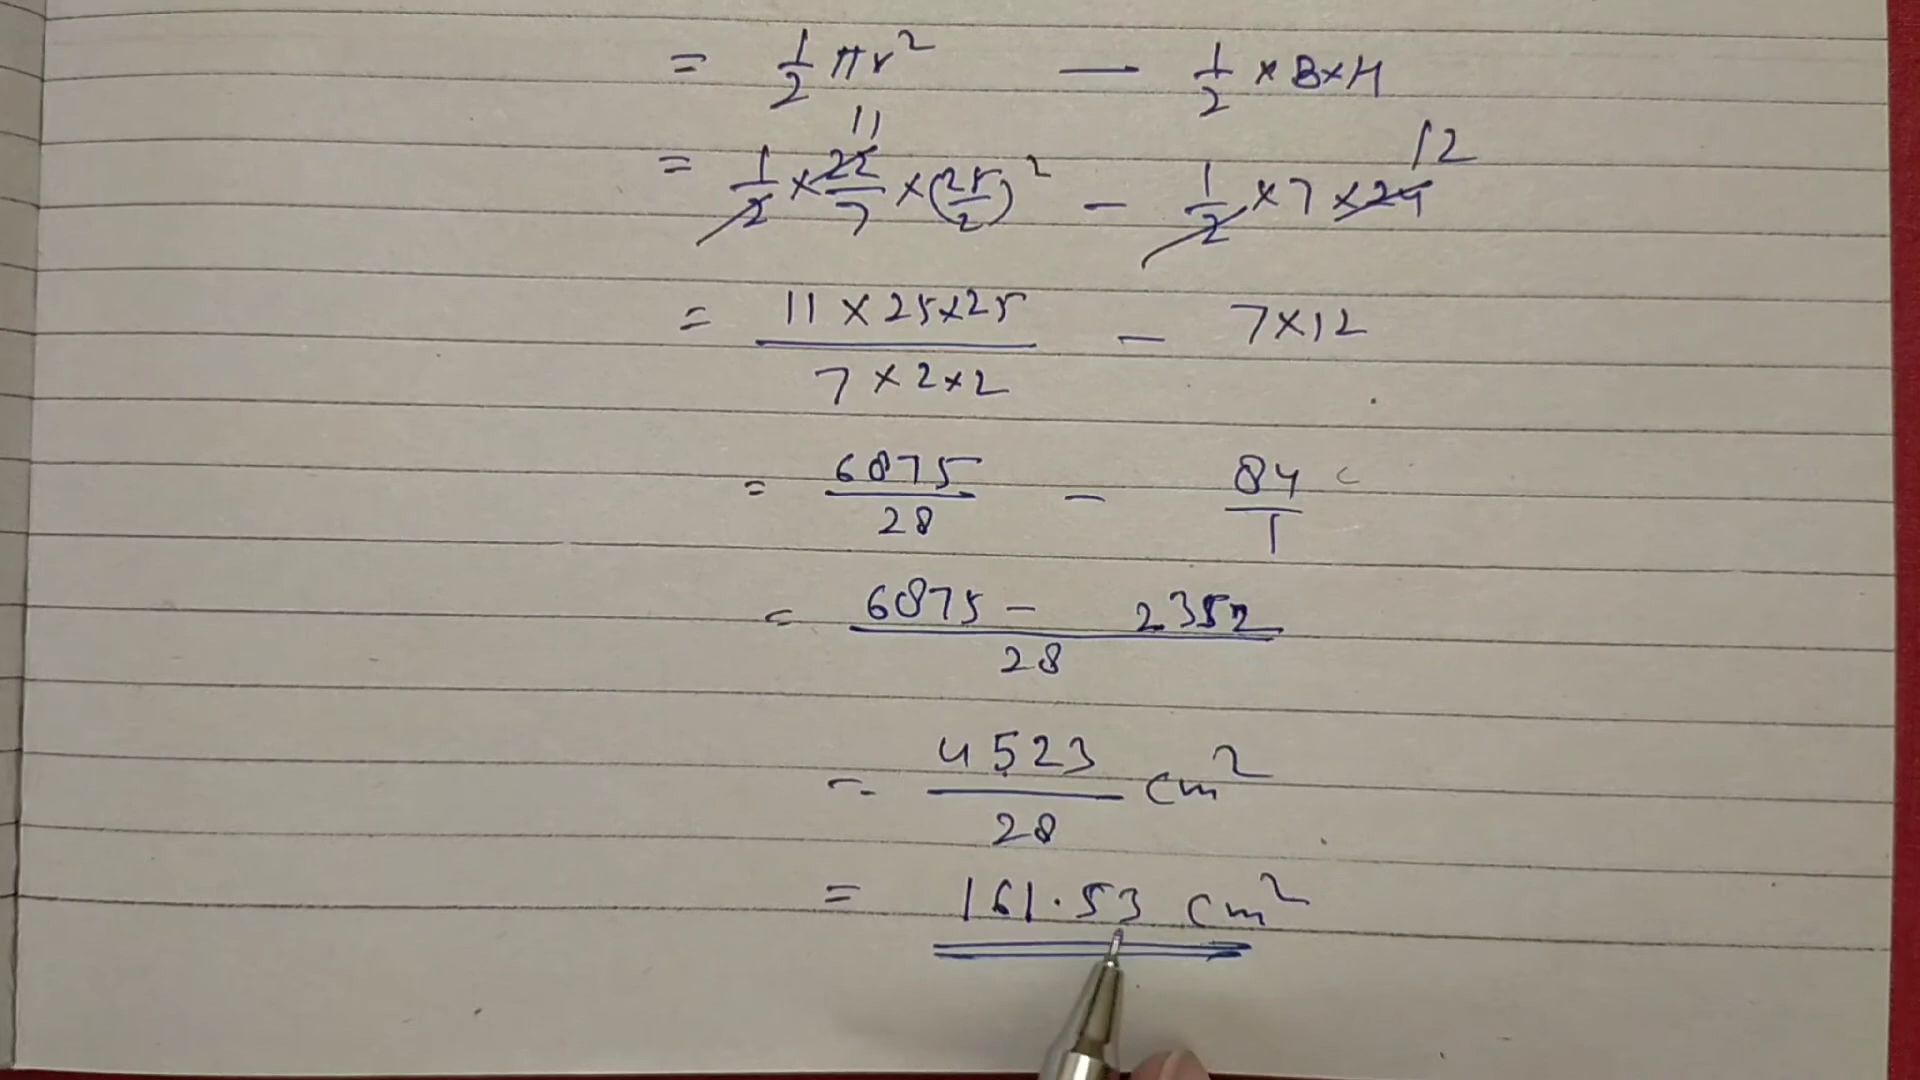 = 1/2 πr² — 1/2 × B×H
11 12
= 1/2 × 22/7 × (25/2)² - 1/2 × 7 × 24
= 11 × 25×25 / 7 × 2×2 - 7×12
= 6875/28 - 84/1
= 6875 - 2352 / 28
= 4523/28 cm²
= 161.53 cm²